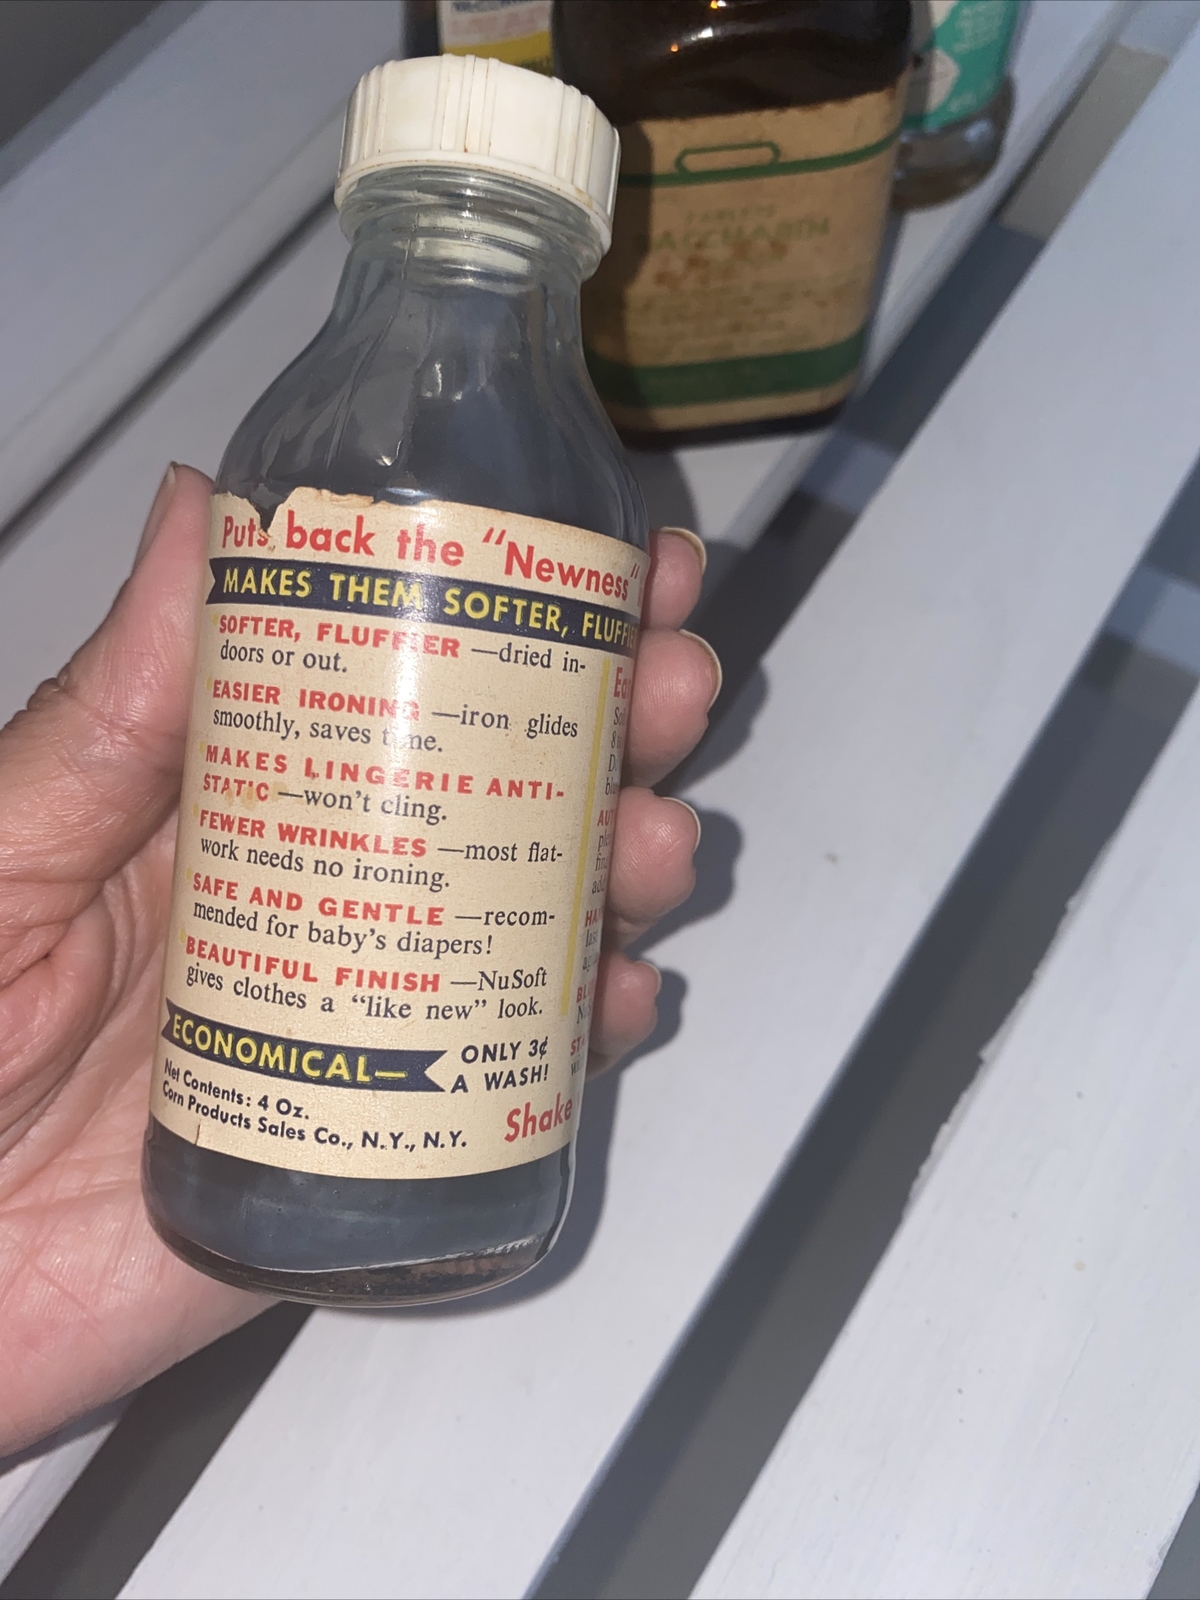 Puts back the "Newness"
MAKES THEM SOFTER, FLUFFIE
SOFTER, FLUFFIER —dried in-
doors or out.
EASIER IRONING —iron glides
smoothly, saves time.
MAKES LINGERIE ANTI-
STATIC —won't cling.
FEWER WRINKLES —most flat-
work needs no ironing.
SAFE AND GENTLE —recom-
mended for baby's diapers!
BEAUTIFUL FINISH —NuSoft
gives clothes a "like new" look.
ECONOMICAL— ONLY 3¢
A WASH!
Net Contents: 4 Oz.
Corn Products Sales Co., N.Y., N.Y.
Shake
TABLETS
SACCHARIN